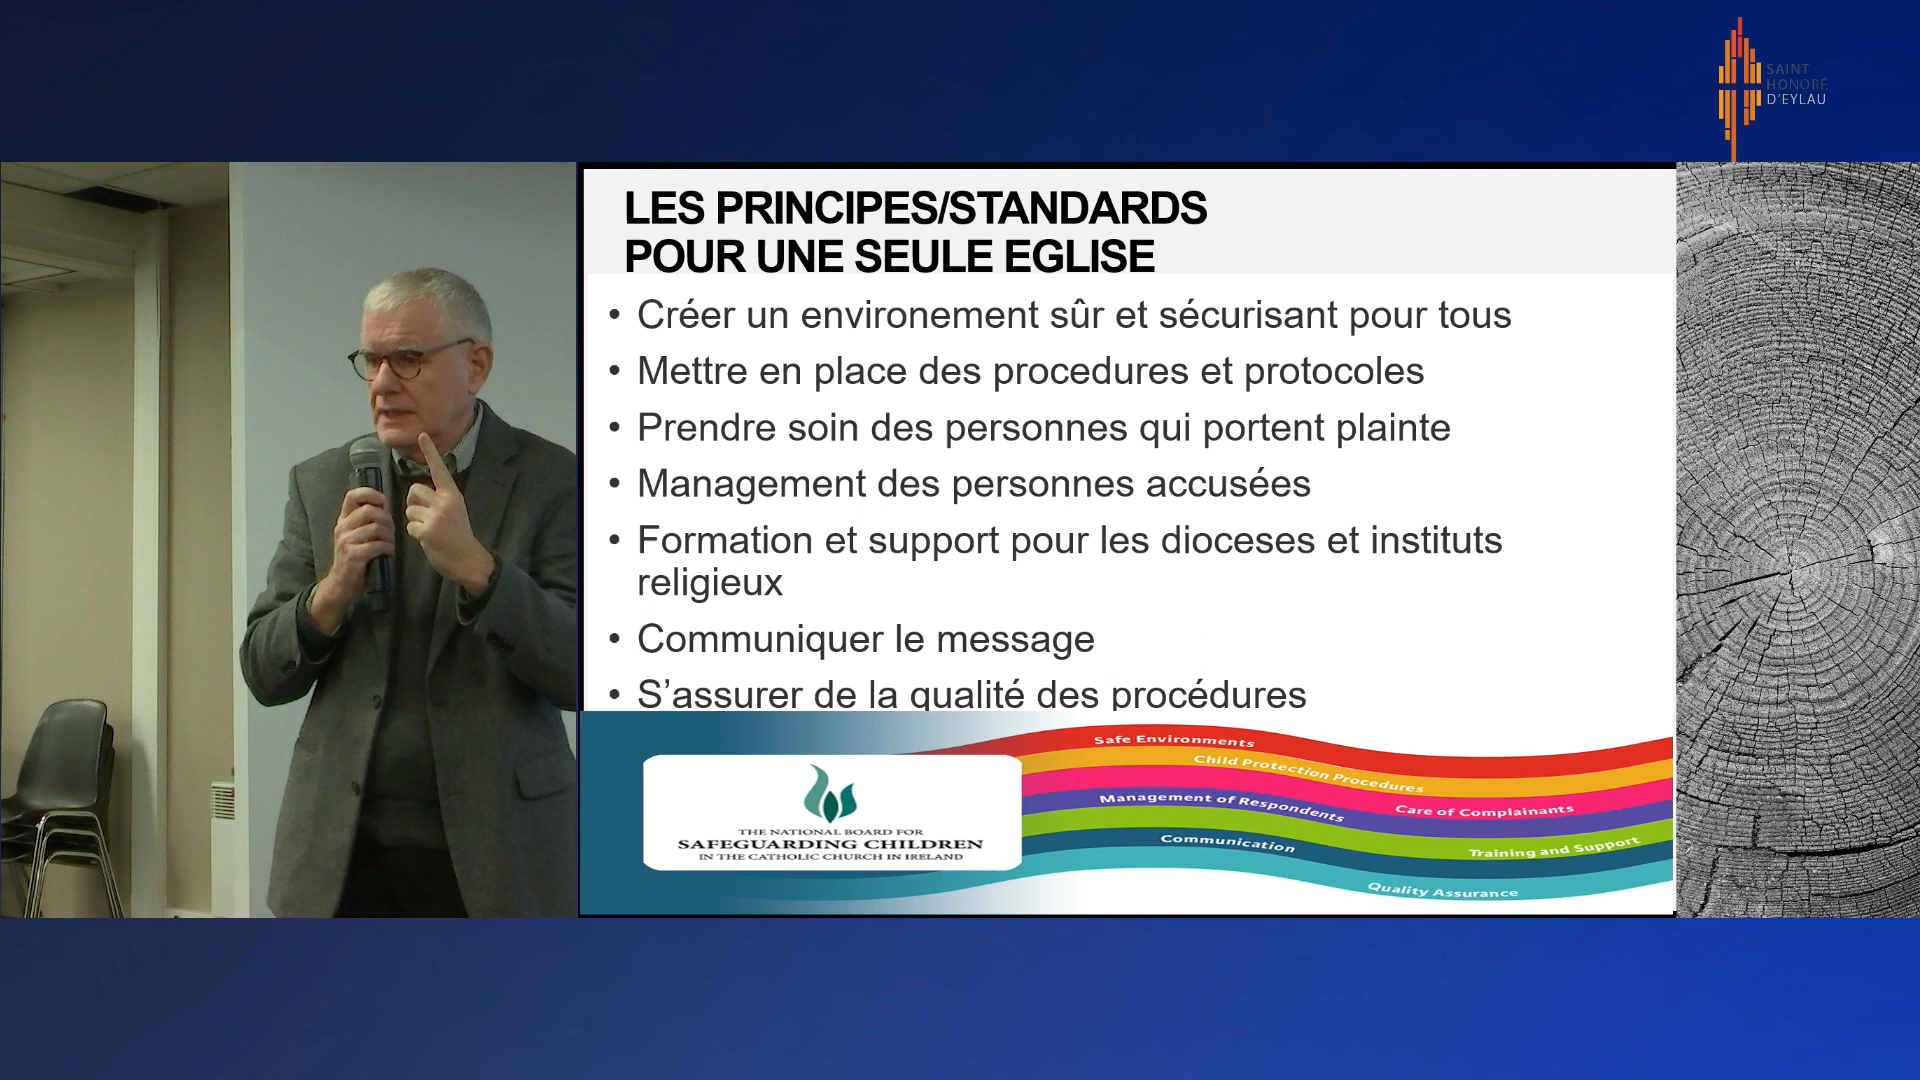 SAINT
HONORÉ
D'EYLAU
LES PRINCIPES/STANDARDS
POUR UNE SEULE EGLISE
• Créer un environement sûr et sécurisant pour tous
• Mettre en place des procedures et protocoles
• Prendre soin des personnes qui portent plainte
• Management des personnes accusées
• Formation et support pour les dioceses et instituts
religieux
• Communiquer le message
• S’assurer de la qualité des procédures
Safe Environments
Child Protection Procedures
Management of Respondents
Care of Complainants
Communication
Training and Support
Quality Assurance
THE NATIONAL BOARD FOR
SAFEGUARDING CHILDREN
IN THE CATHOLIC CHURCH IN IRELAND